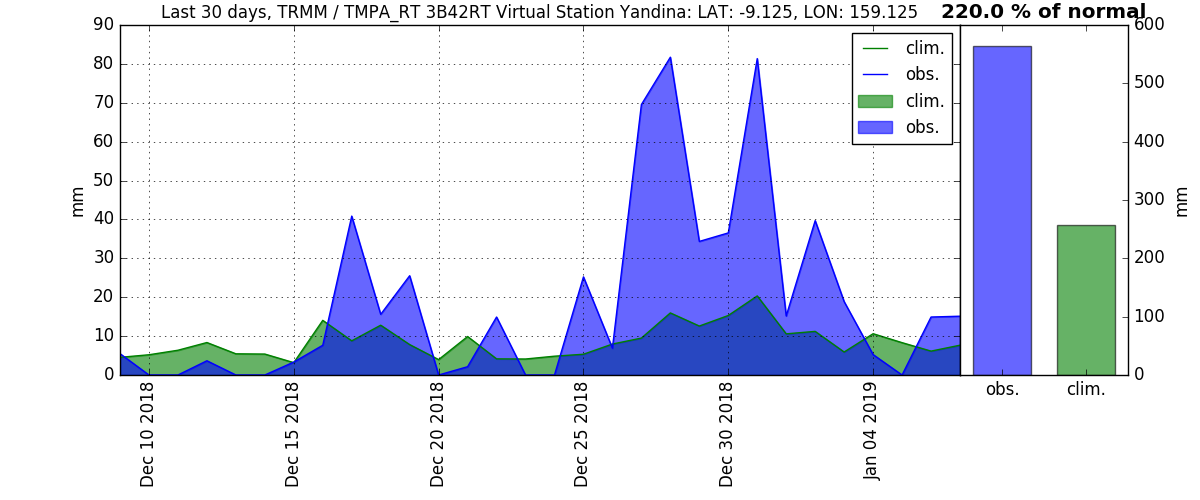 Last 30 days, TRMM / TMPA_RT 3B42RT Virtual Station Yandina: LAT: -9.125, LON: 159.125
220.0 % of normal
90
80
70
60
50
40
30
20
10
0
mm
clim.
obs.
clim.
obs.
Dec 10 2018
Dec 15 2018
Dec 20 2018
Dec 25 2018
Dec 30 2018
Jan 04 2019
600
500
400
300
200
100
0
mm
obs.
clim.